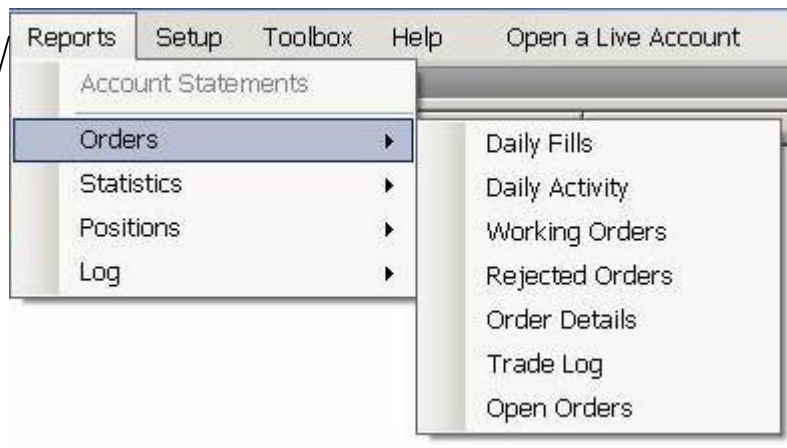 Reports Setup Toolbox Help Open a Live Account
Account Statements
Orders
Statistics
Positions
Log
Daily Fills
Daily Activity
Working Orders
Rejected Orders
Order Details
Trade Log
Open Orders